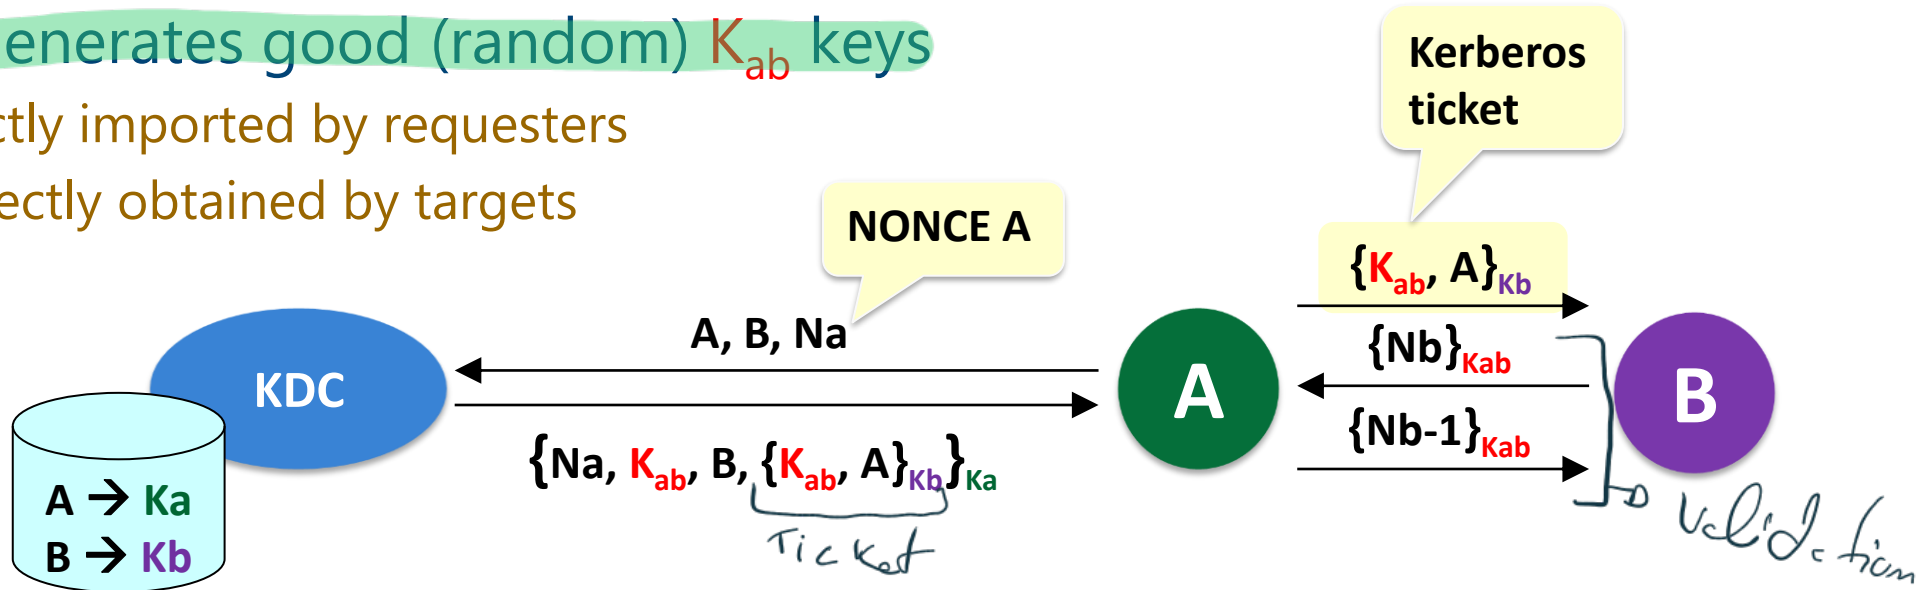 enerates good (random) Kab keys
ctly imported by requesters
ectly obtained by targets
Kerberos
ticket
NONCE A
{Kab, A}Kb
A, B, Na
{Nb}Kab
KDC
A
B
{Nb-1}Kab
{Na, Kab, B, {Kab, A}Kb}Ka
Ticket
Validation
A → Ka
B → Kb